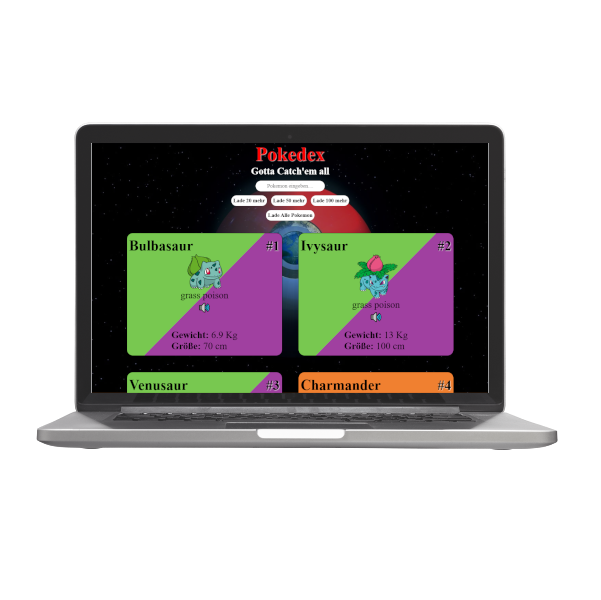 Pokedex
Gotta Catch'em all
Pokemon eingeben...
Lade 20 mehr Lade 50 mehr Lade 100 mehr
Lade Alle Pokemon
Bulbasaur #1
grass poison
Gewicht: 6.9 Kg
Größe: 70 cm
Ivysaur #2
grass poison
Gewicht: 13 Kg
Größe: 100 cm
Venusaur #3
Charmander #4